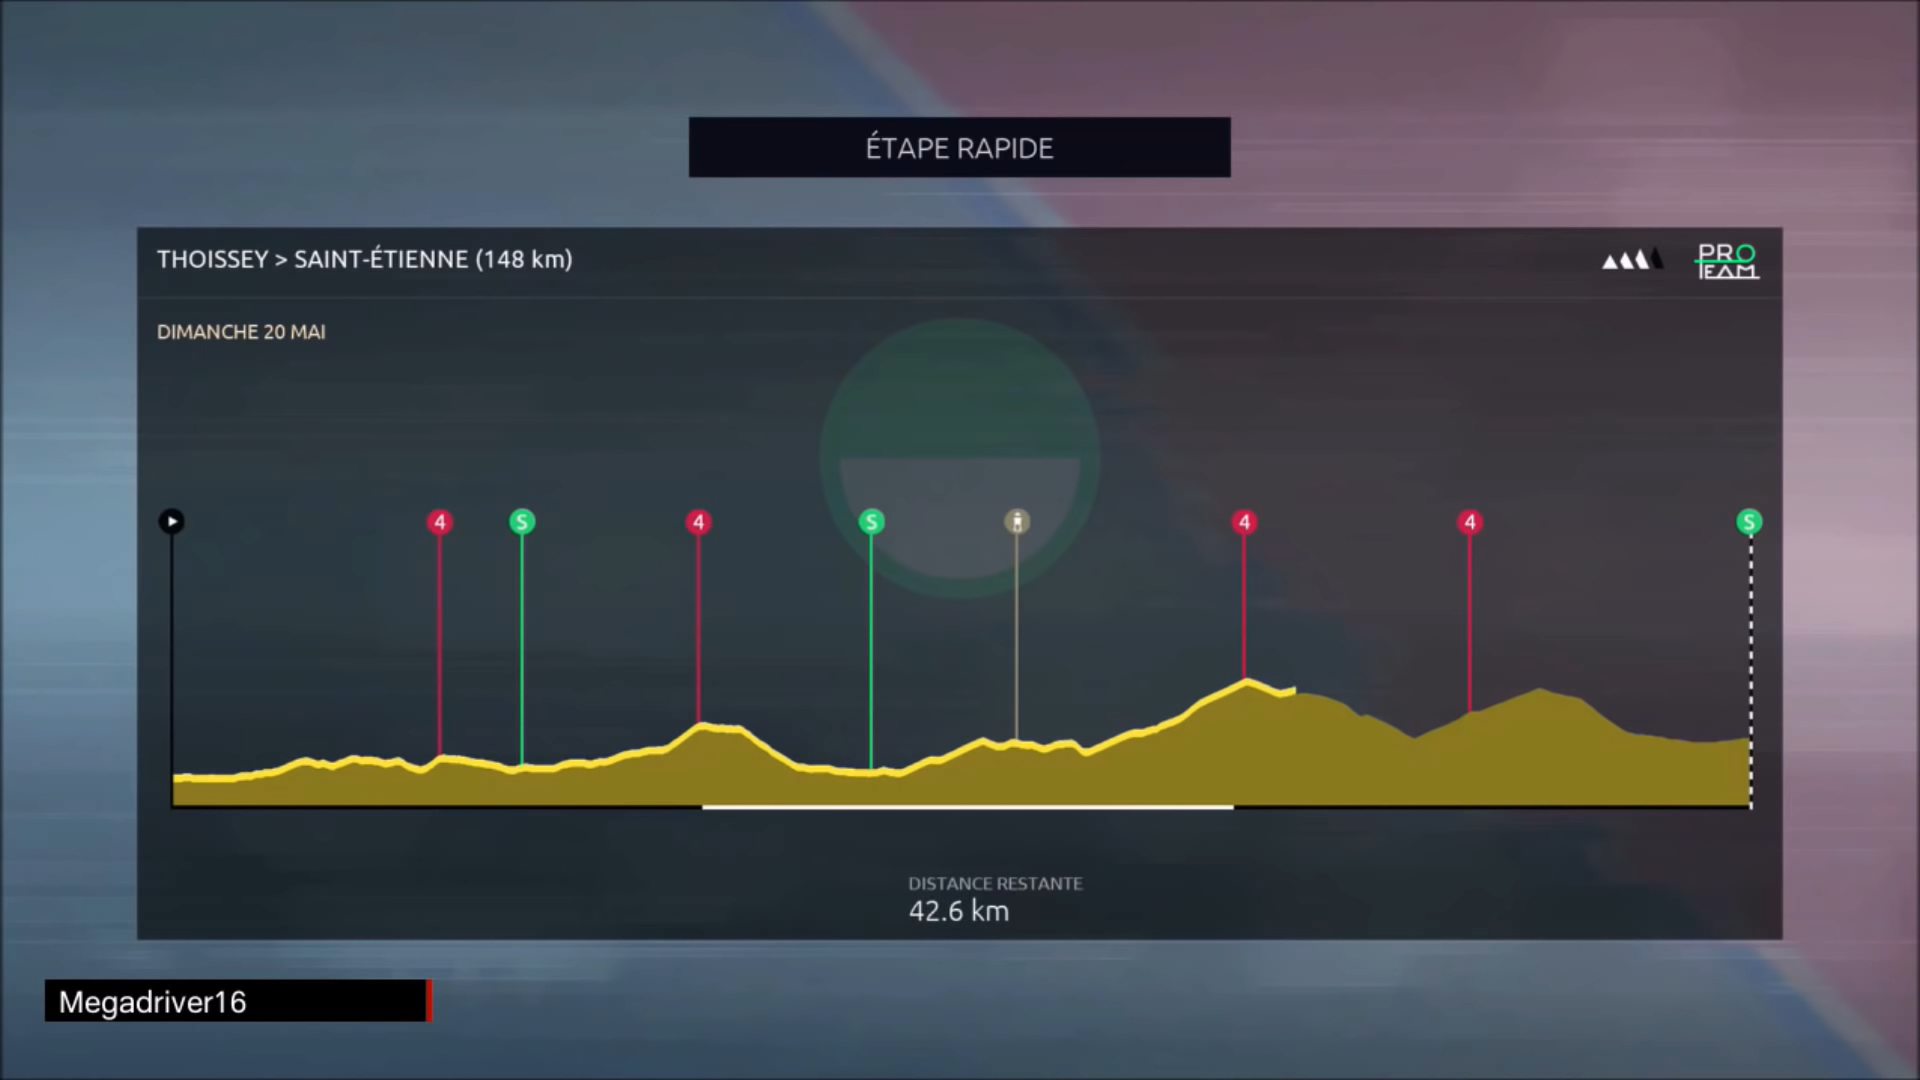 ÉTAPE RAPIDE
THOISSEY > SAINT-ÉTIENNE (148 km)
PRO
TEAM
DIMANCHE 20 MAI
4 S 4 S 4 4 S
DISTANCE RESTANTE
42.6 km
Megadriver16